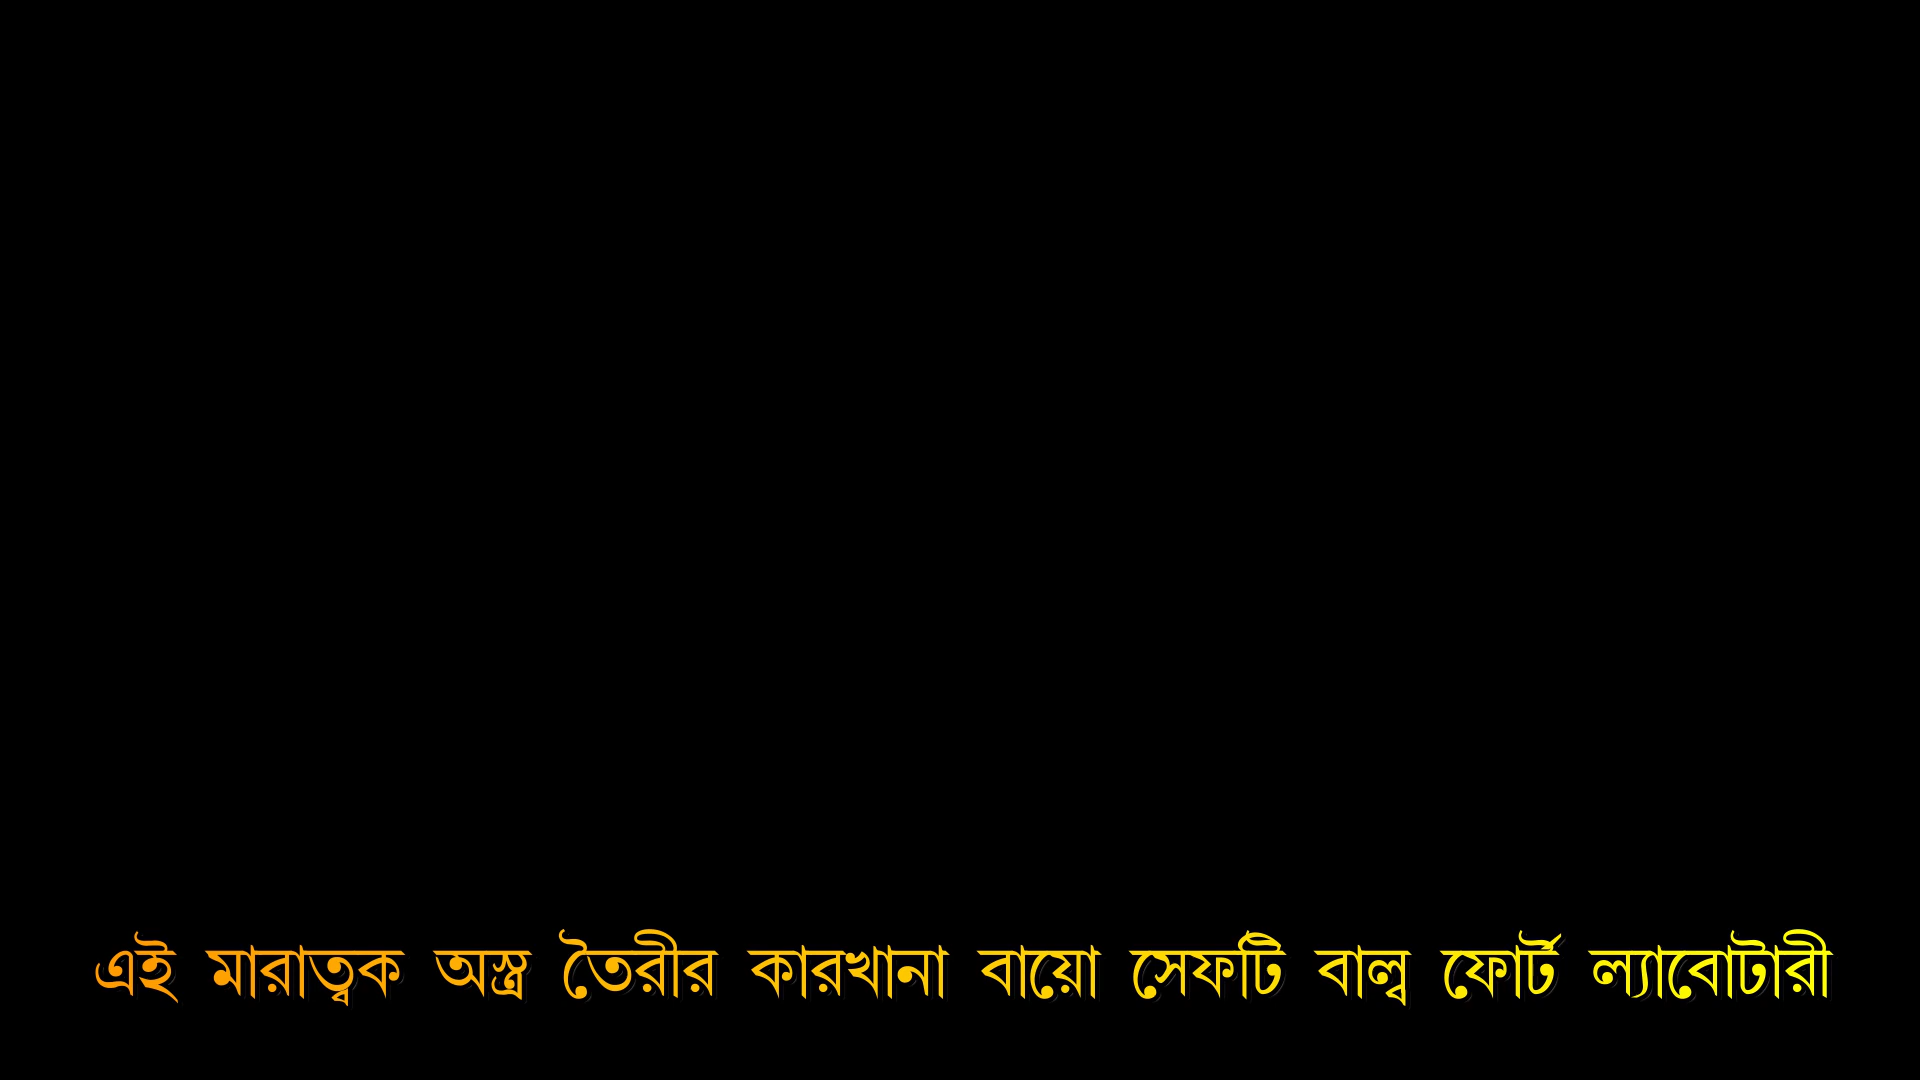 এই মারাত্বক অস্ত্র তৈরীর কারখানা বায়ো সেফটি বাল্ব ফোর্ট ল্যাবোটারী